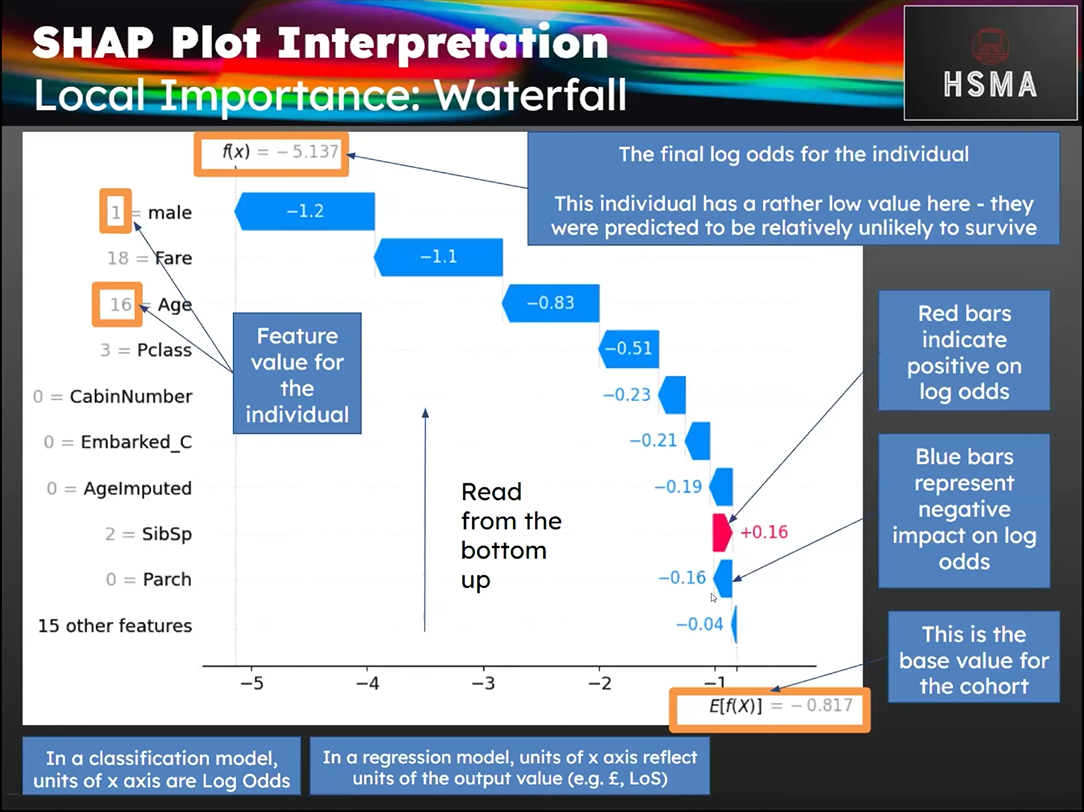 SHAP Plot Interpretation
Local Importance: Waterfall
HSMA
f(x) = −5.137
The final log odds for the individual
This individual has a rather low value here - they
were predicted to be relatively unlikely to survive
1 = male
−1.2
18 = Fare
−1.1
16 = Age
−0.83
3 = Pclass
−0.51
0 = CabinNumber
−0.23
0 = Embarked_C
−0.21
0 = AgeImputed
−0.19
2 = SibSp
+0.16
0 = Parch
−0.16
15 other features
−0.04
Feature
value for
the
individual
Read
from the
bottom
up
Red bars
indicate
positive on
log odds
Blue bars
represent
negative
impact on log
odds
This is the
base value for
the cohort
−5
−4
−3
−2
−1
E[f(X)] = −0.817
In a classification model,
units of x axis are Log Odds
In a regression model, units of x axis reflect
units of the output value (e.g. £, LoS)